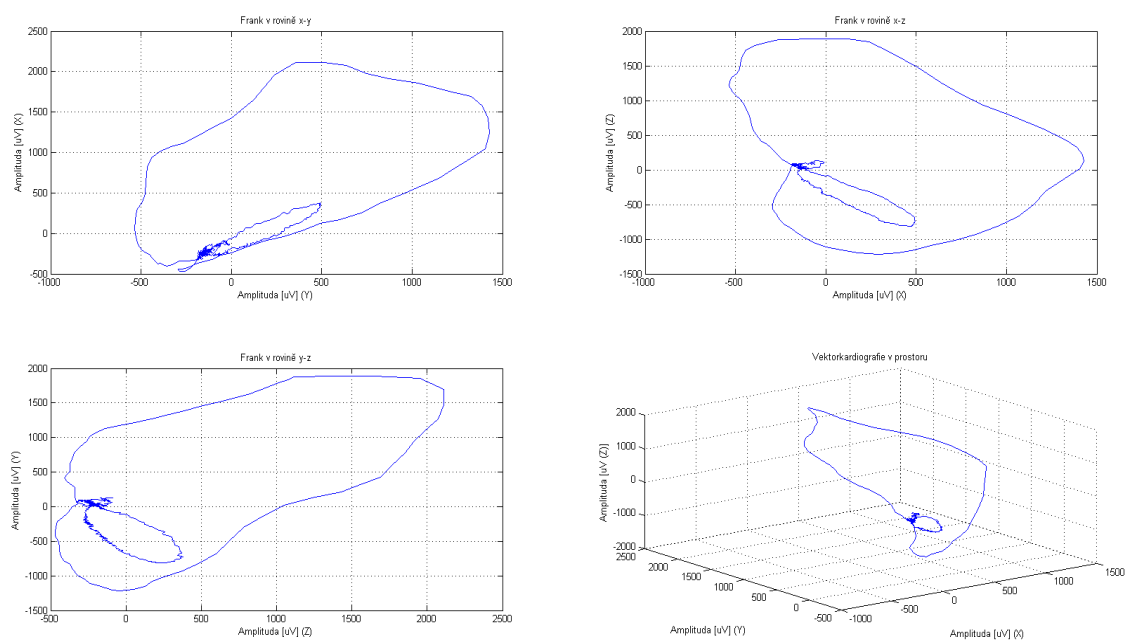 Frank v rovině x-y
2500
2000
1500
1000
500
0
-500
-1000 -500 0 500 1000 1500
Amplituda [uV] (X)
Amplituda [uV] (Y)
Frank v rovině x-z
2000
1500
1000
500
0
-500
-1000
-1500
-1000 -500 0 500 1000 1500
Amplituda [uV] (Z)
Amplituda [uV] (X)
Frank v rovině y-z
2000
1500
1000
500
0
-500
-1000
-1500
-500 0 500 1000 1500 2000 2500
Amplituda [uV] (Y)
Amplituda [uV] (Z)
Vektorkardiografie v prostoru
2000
1000
0
-1000
-2000
2500
2000
1500
1000
500
0
-500
-1000
-500
0
500
1000
1500
Amplituda [uV (Z)]
Amplituda [uV] (Y)
Amplituda [uV] (X)